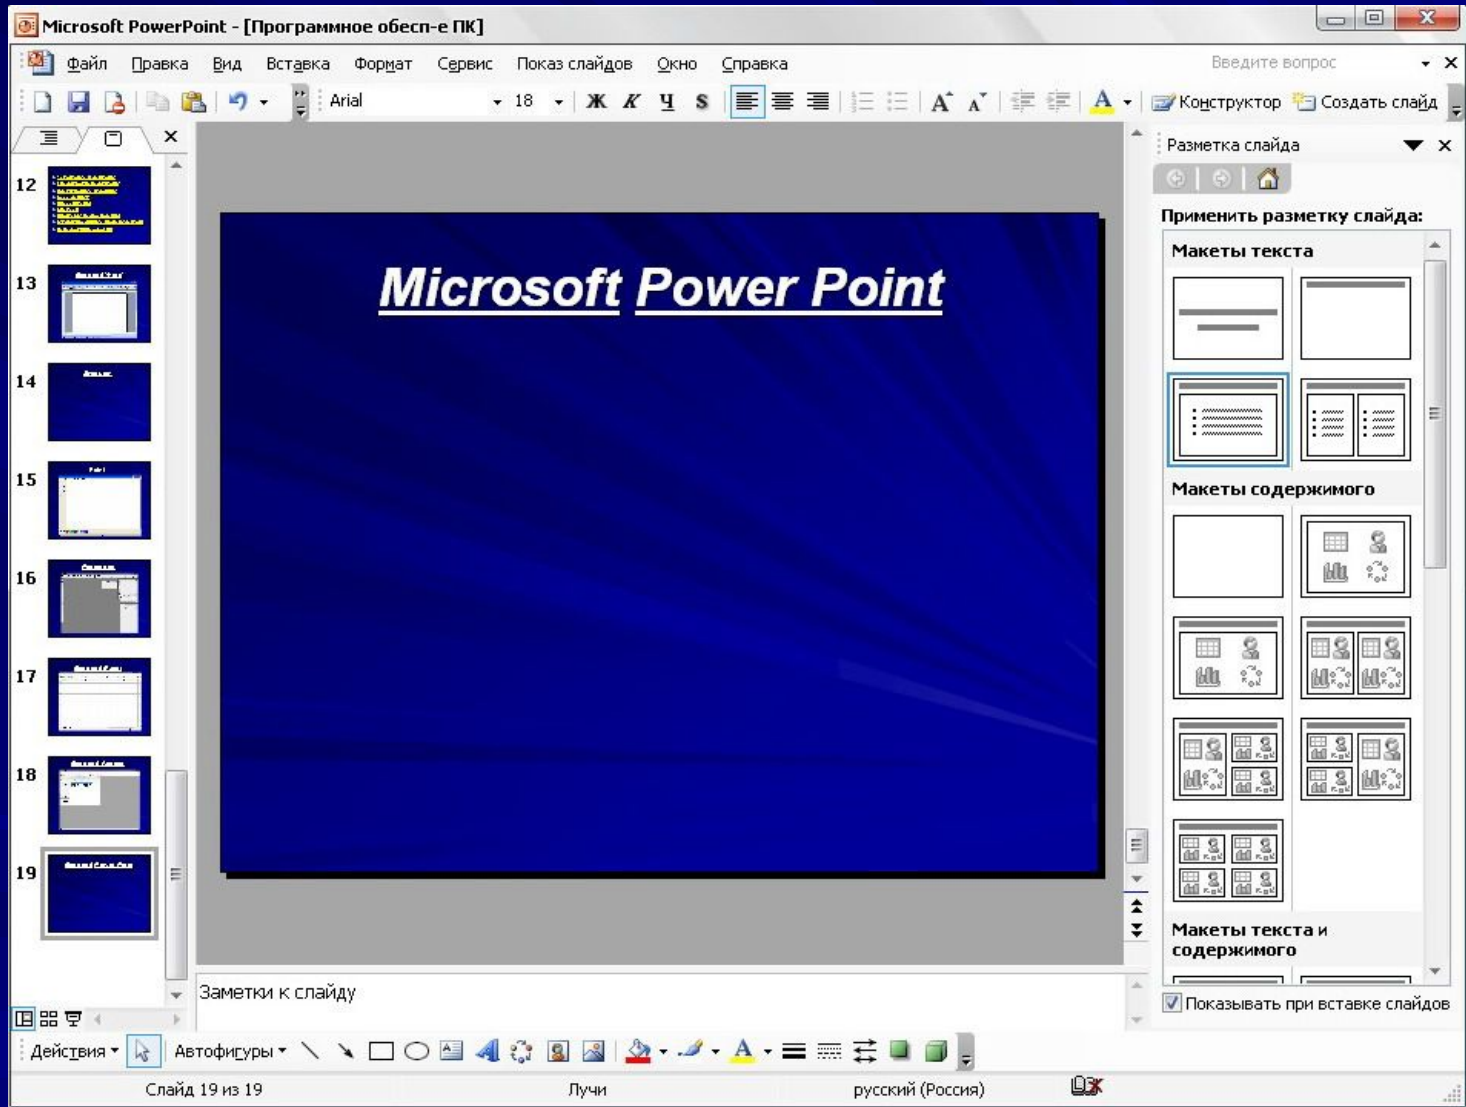 Microsoft PowerPoint - [Программное обесп-е ПК]
Файл Правка Вид Вставка Формат Сервис Показ слайдов Окно Справка Введите вопрос
Arial 18 Ж К Ч S Конструктор Создать слайд
Разметка слайда
Применить разметку слайда:
Макеты текста
Макеты содержимого
Макеты текста и
содержимого
Показывать при вставке слайдов
12
13
14
15
16
17
18
19
Microsoft Power Point
Заметки к слайду
Действия Автофигуры
Слайд 19 из 19 Лучи русский (Россия)